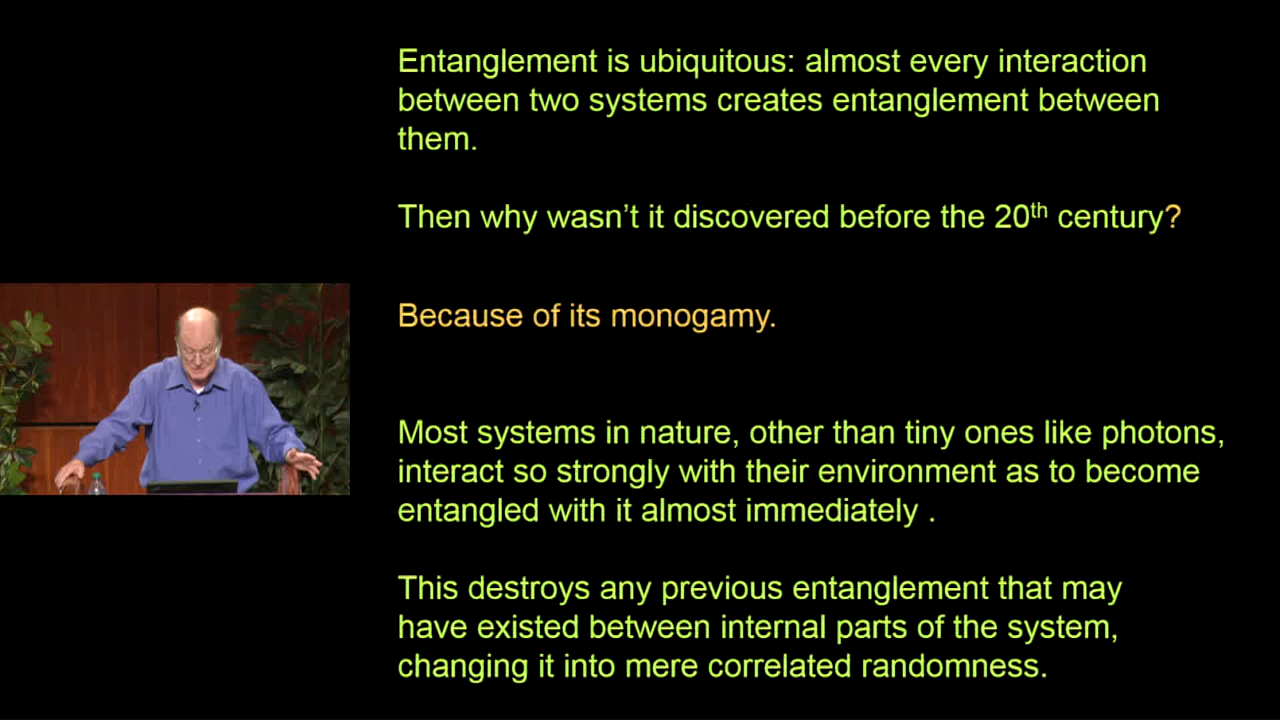 Entanglement is ubiquitous: almost every interaction
between two systems creates entanglement between
them.
Then why wasn’t it discovered before the 20th century?
Because of its monogamy.
Most systems in nature, other than tiny ones like photons,
interact so strongly with their environment as to become
entangled with it almost immediately .
This destroys any previous entanglement that may
have existed between internal parts of the system,
changing it into mere correlated randomness.